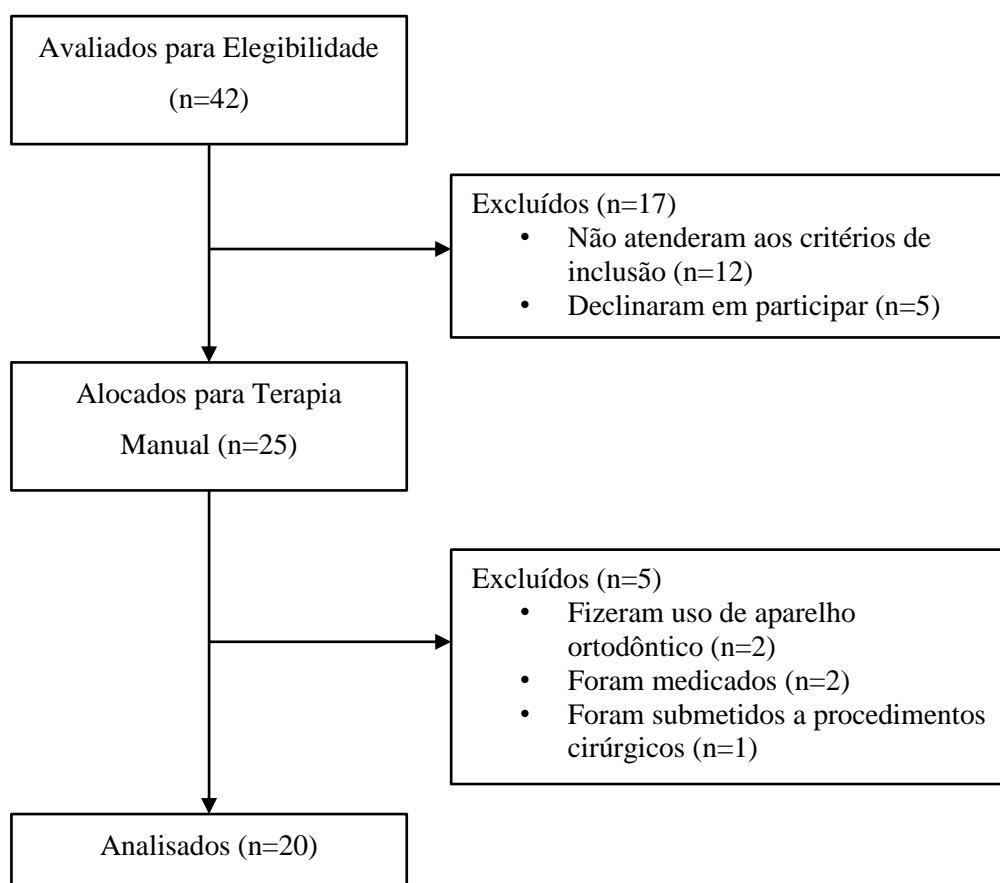 Avaliados para Elegibilidade
(n=42)
Excluídos (n=17)
• Não atenderam aos critérios de
inclusão (n=12)
• Declinaram em participar (n=5)
Alocados para Terapia
Manual (n=25)
Excluídos (n=5)
• Fizeram uso de aparelho
ortodôntico (n=2)
• Foram medicados (n=2)
• Foram submetidos a procedimentos
cirúrgicos (n=1)
Analisados (n=20)